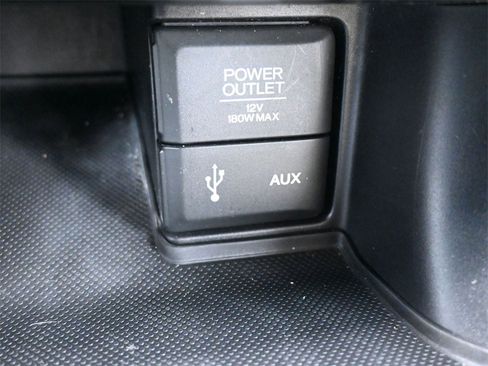 POWER
OUTLET
12V
180W MAX
AUX